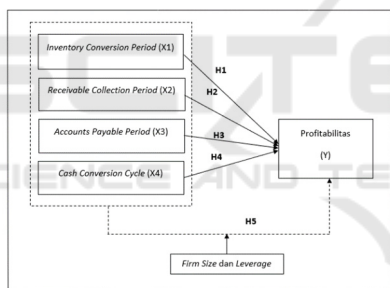 Inventory Conversion Period (X1)
H1
Receivable Collection Period (X2)
H2
Accounts Payable Period (X3)
H3
Profitabilitas
(Y)
H4
Cash Conversion Cycle (X4)
H5
Firm Size dan Leverage